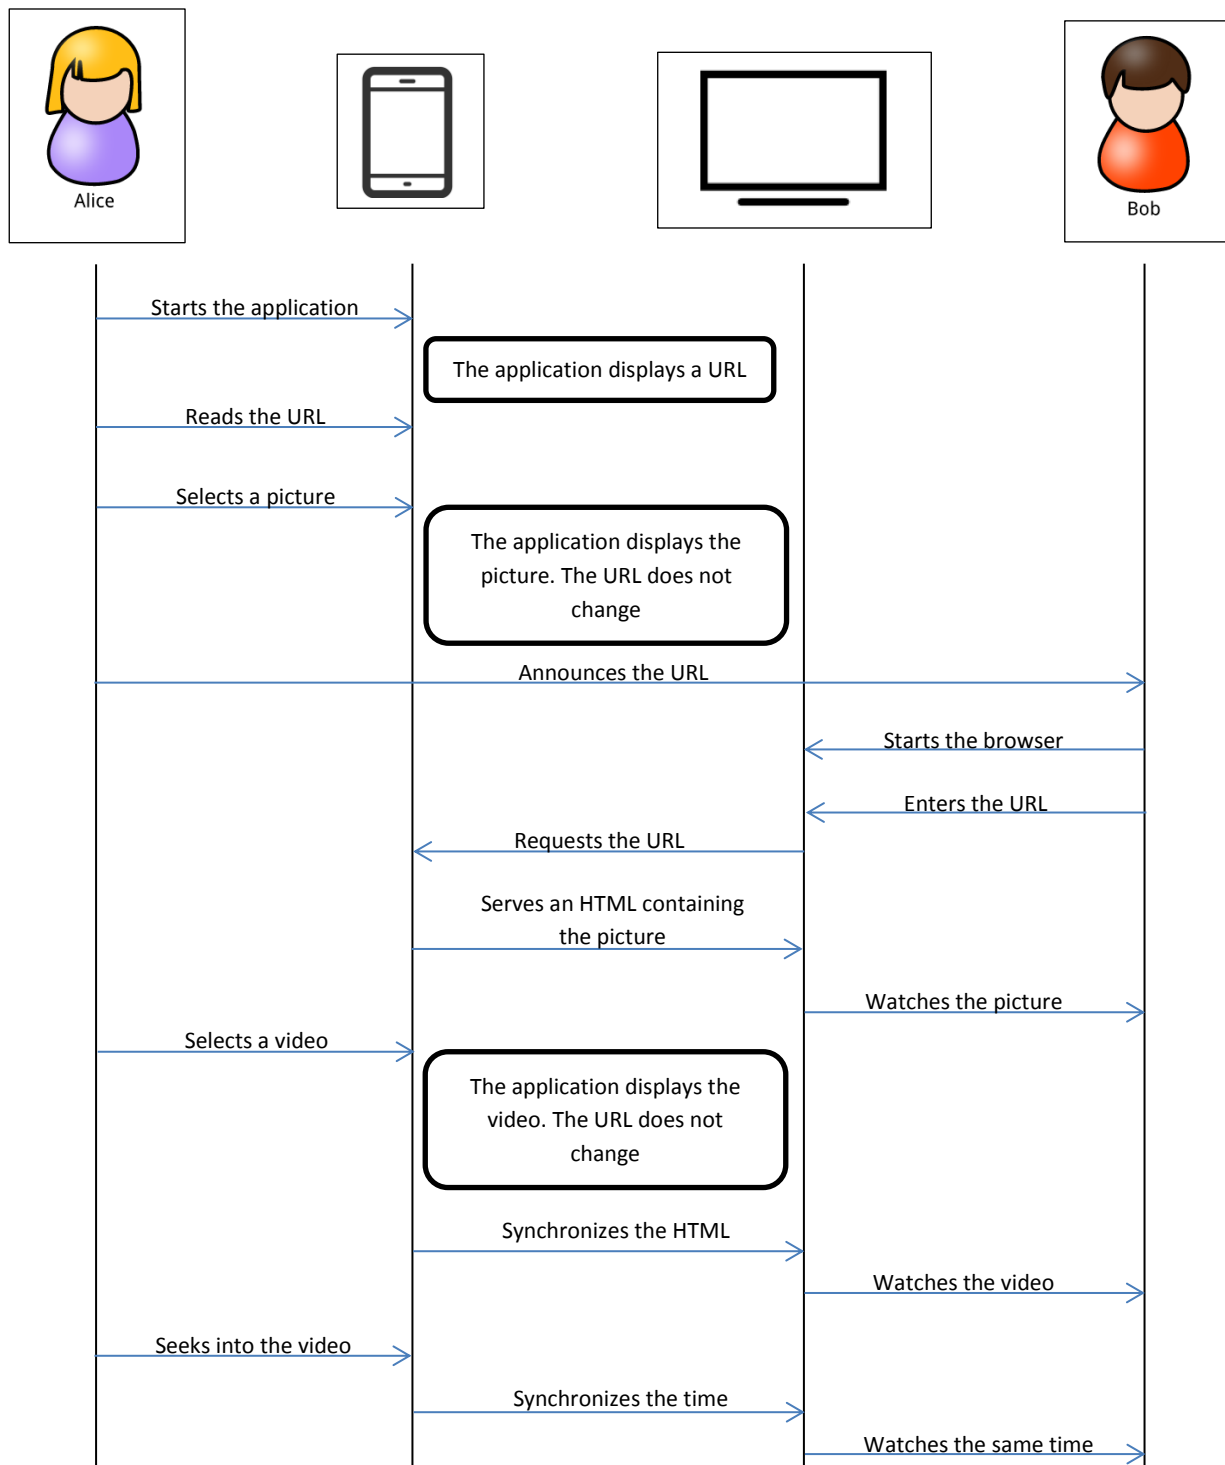 Alice
Bob
Starts the application
The application displays a URL
Reads the URL
Selects a picture
The application displays the
picture. The URL does not
change
Announces the URL
Starts the browser
Enters the URL
Requests the URL
Serves an HTML containing
the picture
Watches the picture
Selects a video
The application displays the
video. The URL does not
change
Synchronizes the HTML
Watches the video
Seeks into the video
Synchronizes the time
Watches the same time